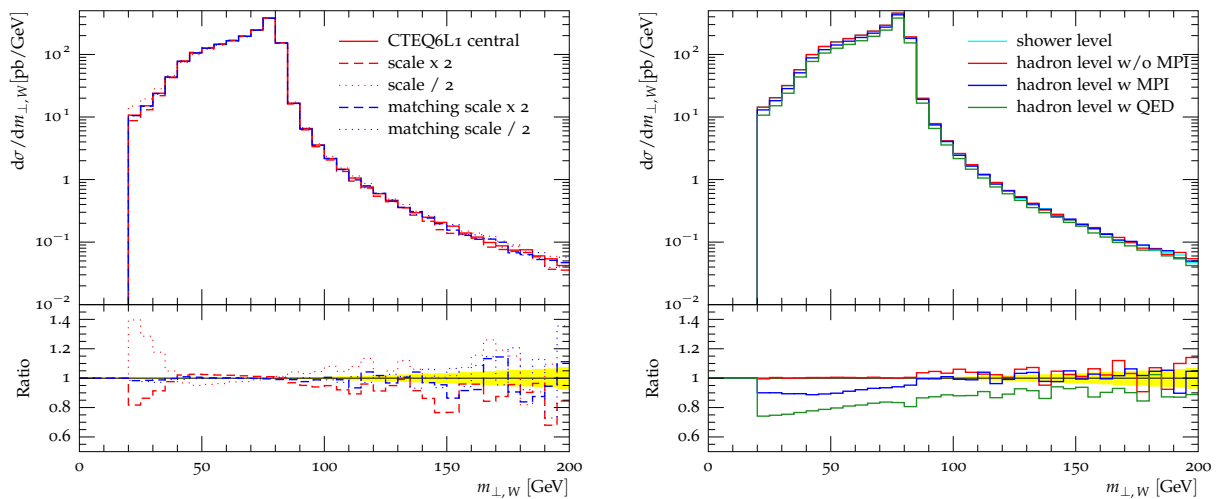 dσ/dm⊥,W [pb/GeV]
10²
10¹
1
10⁻¹
10⁻²
CTEQ6L1 central
scale x 2
scale / 2
matching scale x 2
matching scale / 2
Ratio
1.4
1.2
1
0.8
0.6
0 50 100 150 200
m⊥,W [GeV]
dσ/dm⊥,W [pb/GeV]
10²
10¹
1
10⁻¹
10⁻²
shower level
hadron level w/o MPI
hadron level w MPI
hadron level w QED
Ratio
1.4
1.2
1
0.8
0.6
0 50 100 150 200
m⊥,W [GeV]